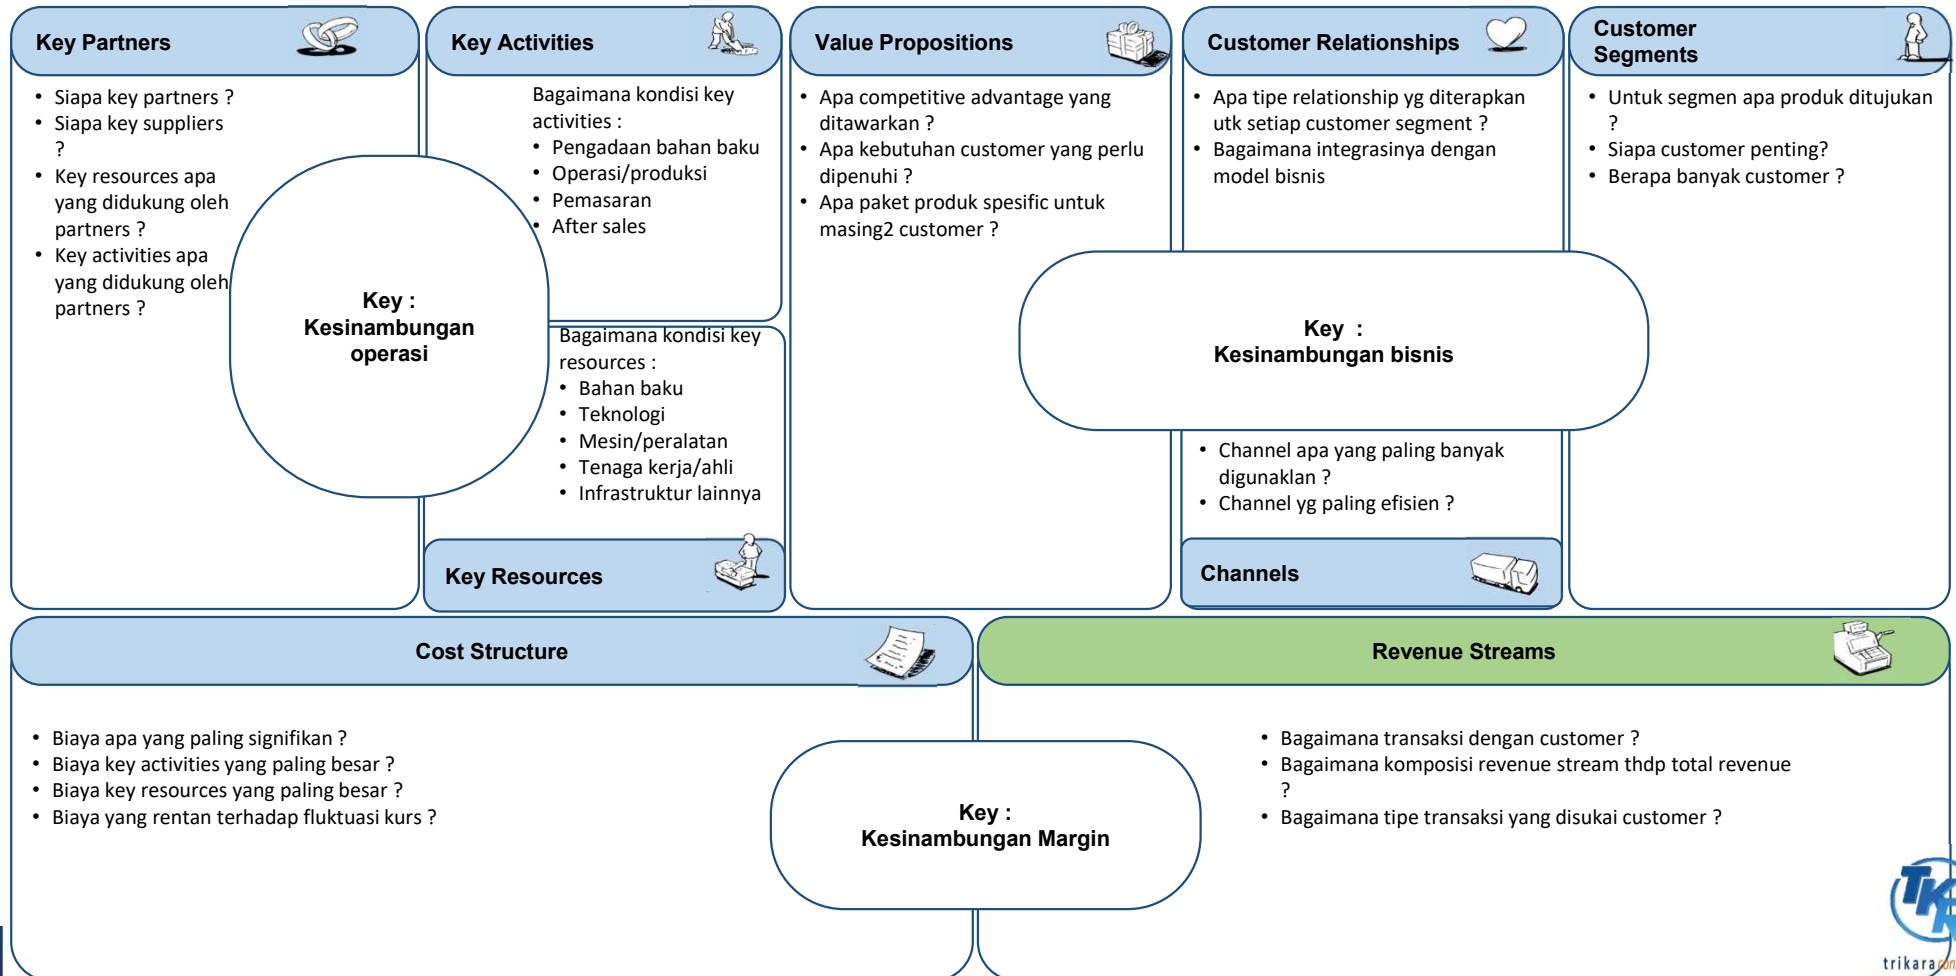 Key Partners
• Siapa key partners ?
• Siapa key suppliers
?
• Key resources apa
yang didukung oleh
partners ?
• Key activities apa
yang didukung oleh
partners ?
Key :
Kesinambungan
operasi
Key Activities
Bagaimana kondisi key
activities :
• Pengadaan bahan baku
• Operasi/produksi
• Pemasaran
• After sales
Bagaimana kondisi key
resources :
• Bahan baku
• Teknologi
• Mesin/peralatan
• Tenaga kerja/ahli
• Infrastruktur lainnya
Key Resources
Value Propositions
• Apa competitive advantage yang
ditawarkan ?
• Apa kebutuhan customer yang perlu
dipenuhi ?
• Apa paket produk spesific untuk
masing2 customer ?
Customer Relationships
• Apa tipe relationship yg diterapkan
utk setiap customer segment ?
• Bagaimana integrasinya dengan
model bisnis
Key :
Kesinambungan bisnis
• Channel apa yang paling banyak
digunaklan ?
• Channel yg paling efisien ?
Channels
Customer
Segments
• Untuk segmen apa produk ditujukan
?
• Siapa customer penting?
• Berapa banyak customer ?
Cost Structure
• Biaya apa yang paling signifikan ?
• Biaya key activities yang paling besar ?
• Biaya key resources yang paling besar ?
• Biaya yang rentan terhadap fluktuasi kurs ?
Key :
Kesinambungan Margin
Revenue Streams
• Bagaimana transaksi dengan customer ?
• Bagaimana komposisi revenue stream thdp total revenue
?
• Bagaimana tipe transaksi yang disukai customer ?
trikara